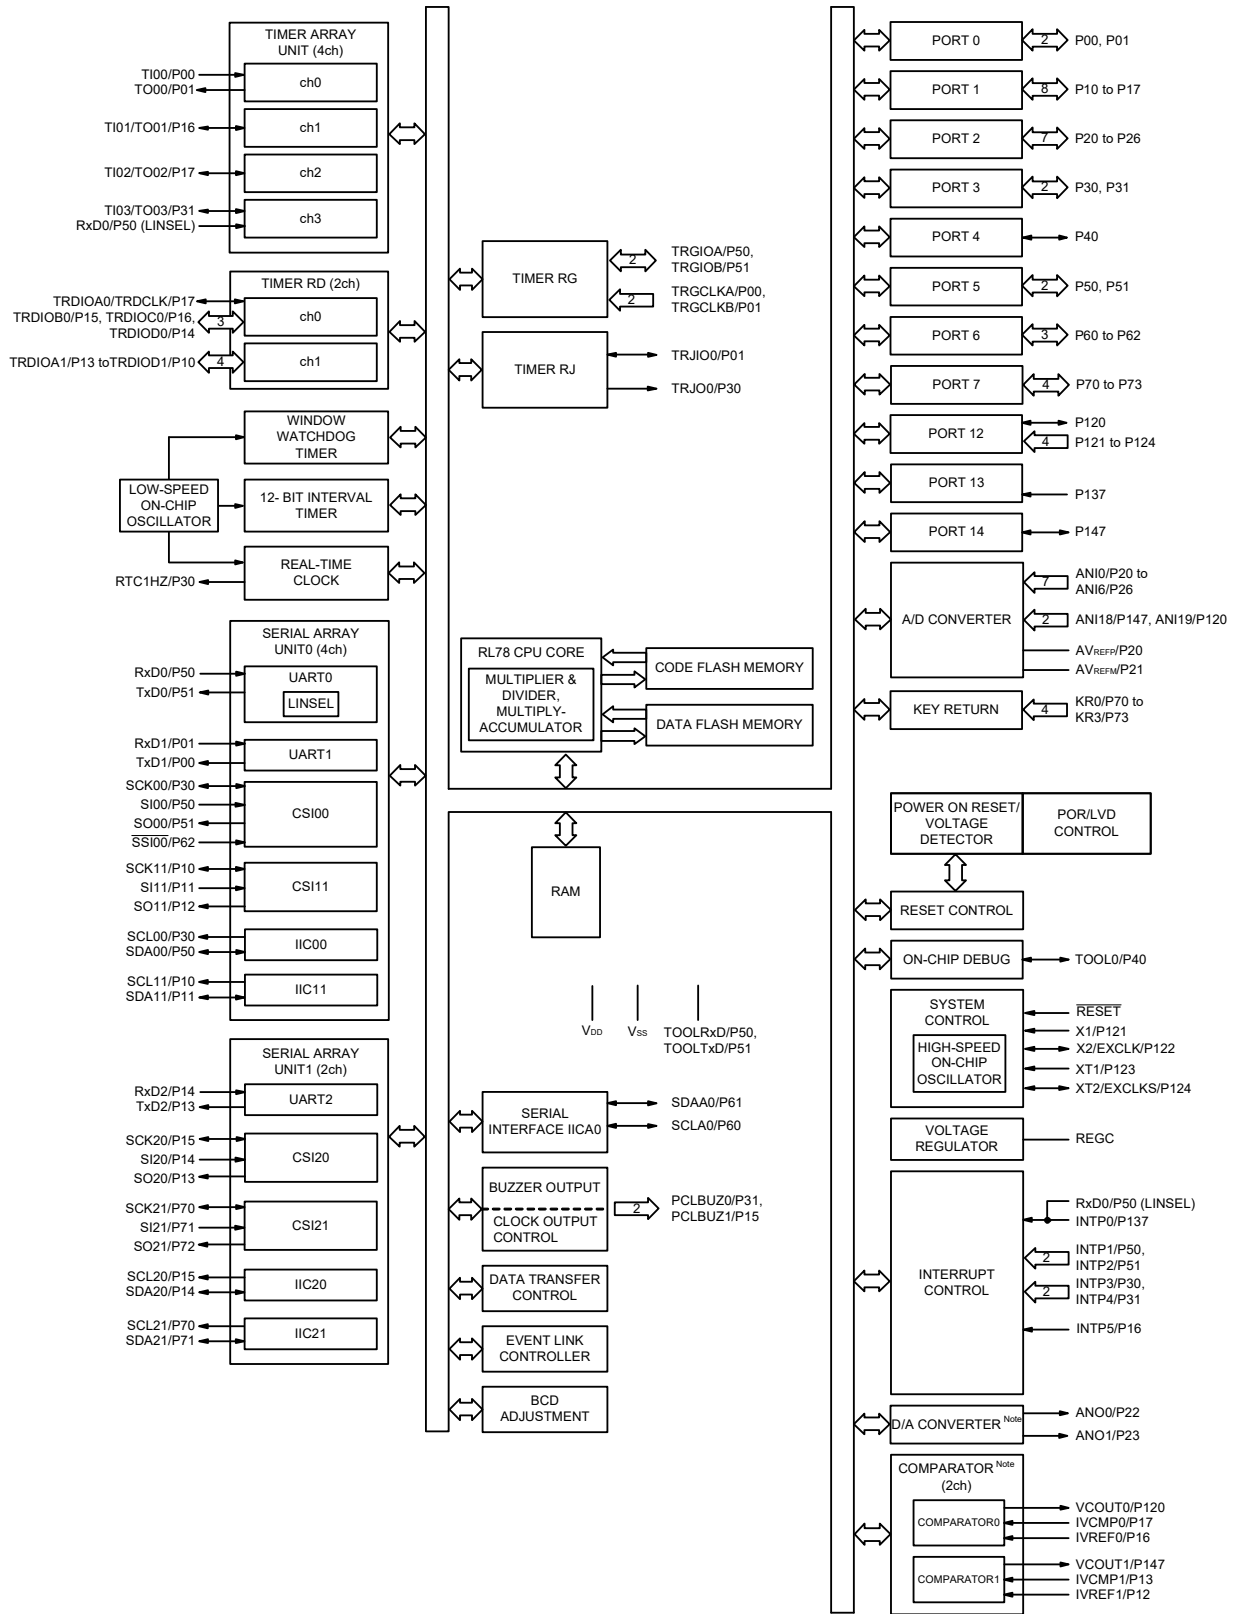 TIMER ARRAY
UNIT (4ch)
TI00/P00
TO00/P01
ch0
TI01/TO01/P16
ch1
TI02/TO02/P17
ch2
TI03/TO03/P31
RxD0/P50 (LINSEL)
ch3
TIMER RD (2ch)
TRDIOA0/TRDCLK/P17
TRDIOB0/P15, TRDIOC0/P16,
TRDIOD0/P14
3
ch0
TRDIOA1/P13 toTRDIOD1/P10
4
ch1
WINDOW
WATCHDOG
TIMER
LOW-SPEED
ON-CHIP
OSCILLATOR
12- BIT INTERVAL
TIMER
RTC1HZ/P30
REAL-TIME
CLOCK
SERIAL ARRAY
UNIT0 (4ch)
RxD0/P50
TxD0/P51
UART0
LINSEL
RxD1/P01
TxD1/P00
UART1
SCK00/P30
SI00/P50
SO00/P51
SSI00/P62
CSI00
SCK11/P10
SI11/P11
SO11/P12
CSI11
SCL00/P30
SDA00/P50
IIC00
SCL11/P10
SDA11/P11
IIC11
SERIAL ARRAY
UNIT1 (2ch)
RxD2/P14
TxD2/P13
UART2
SCK20/P15
SI20/P14
SO20/P13
CSI20
SCK21/P70
SI21/P71
SO21/P72
CSI21
SCL20/P15
SDA20/P14
IIC20
SCL21/P70
SDA21/P71
IIC21
TIMER RG
2
TRGIOA/P50,
TRGIOB/P51
2
TRGCLKA/P00,
TRGCLKB/P01
TIMER RJ
TRJIO0/P01
TRJO0/P30
RL78 CPU CORE
MULTIPLIER &
DIVIDER,
MULTIPLY-
ACCUMULATOR
CODE FLASH MEMORY
DATA FLASH MEMORY
RAM
VDD
VSS
TOOLRxD/P50,
TOOLTxD/P51
SERIAL
INTERFACE IICA0
SDAA0/P61
SCLA0/P60
BUZZER OUTPUT
CLOCK OUTPUT
CONTROL
2
PCLBUZ0/P31,
PCLBUZ1/P15
DATA TRANSFER
CONTROL
EVENT LINK
CONTROLLER
BCD
ADJUSTMENT
PORT 0
2
P00, P01
PORT 1
8
P10 to P17
PORT 2
7
P20 to P26
PORT 3
2
P30, P31
PORT 4
P40
PORT 5
2
P50, P51
PORT 6
3
P60 to P62
PORT 7
4
P70 to P73
PORT 12
P120
4
P121 to P124
PORT 13
P137
PORT 14
P147
A/D CONVERTER
7
ANI0/P20 to
ANI6/P26
2
ANI18/P147, ANI19/P120
AVREFP/P20
AVREFM/P21
KEY RETURN
4
KR0/P70 to
KR3/P73
POWER ON RESET/
VOLTAGE
DETECTOR
POR/LVD
CONTROL
RESET CONTROL
ON-CHIP DEBUG
TOOL0/P40
SYSTEM
CONTROL
HIGH-SPEED
ON-CHIP
OSCILLATOR
RESET
X1/P121
X2/EXCLK/P122
XT1/P123
XT2/EXCLKS/P124
VOLTAGE
REGULATOR
REGC
INTERRUPT
CONTROL
RxD0/P50 (LINSEL)
INTP0/P137
2
INTP1/P50,
INTP2/P51
2
INTP3/P30,
INTP4/P31
INTP5/P16
D/A CONVERTER Note
ANO0/P22
ANO1/P23
COMPARATOR Note
(2ch)
COMPARATOR0
VCOUT0/P120
IVCMP0/P17
IVREF0/P16
COMPARATOR1
VCOUT1/P147
IVCMP1/P13
IVREF1/P12